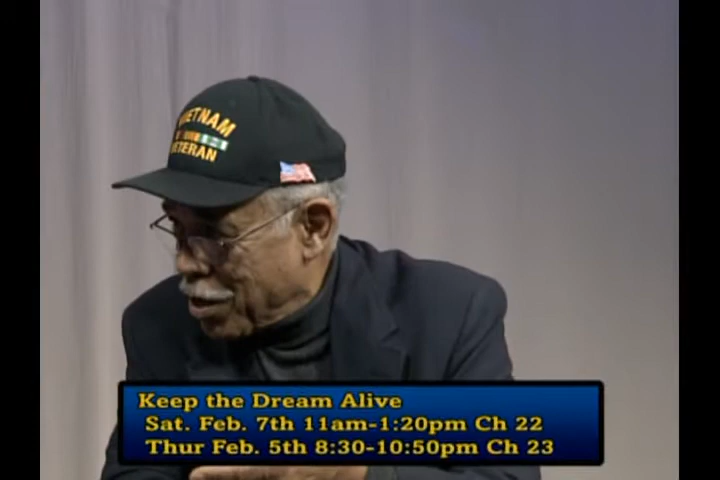 VIETNAM
VETERAN
Keep the Dream Alive
Sat. Feb. 7th 11am-1:20pm Ch 22
Thur Feb. 5th 8:30-10:50pm Ch 23